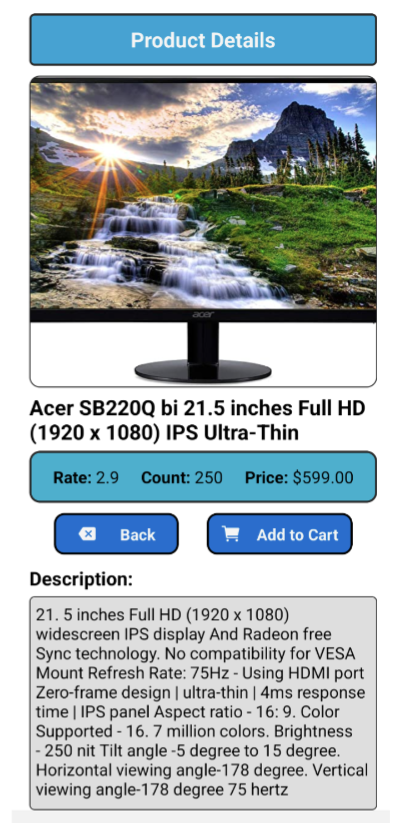 Product Details
acer
Acer SB220Q bi 21.5 inches Full HD
(1920 x 1080) IPS Ultra-Thin
Rate: 2.9 Count: 250 Price: $599.00
Back Add to Cart
Description:
21. 5 inches Full HD (1920 x 1080)
widescreen IPS display And Radeon free
Sync technology. No compatibility for VESA
Mount Refresh Rate: 75Hz - Using HDMI port
Zero-frame design | ultra-thin | 4ms response
time | IPS panel Aspect ratio - 16: 9. Color
Supported - 16. 7 million colors. Brightness
- 250 nit Tilt angle -5 degree to 15 degree.
Horizontal viewing angle-178 degree. Vertical
viewing angle-178 degree 75 hertz